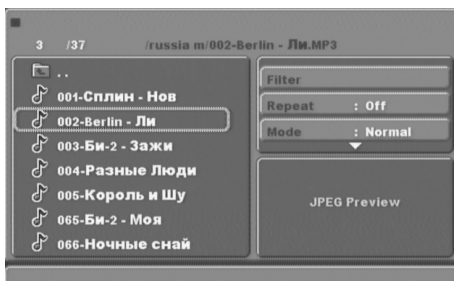 3 /37 /russia m/002-Berlin - Ли.MP3
..
001-Сплин - Нов
002-Berlin - Ли
003-Би-2 - Зажи
004-Разные Люди
005-Король и Шу
065-Би-2 - Моя
066-Ночные снай
Filter
Repeat : Off
Mode : Normal
JPEG Preview